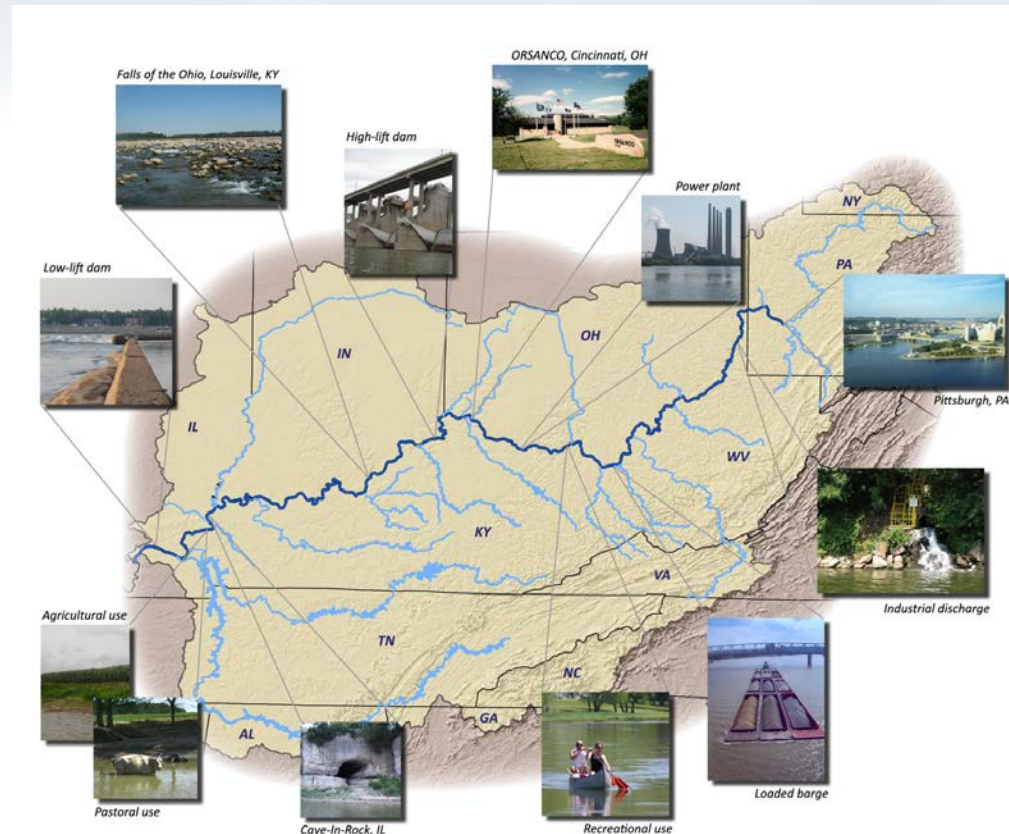 ORSANCO, Cincinnati, OH
Falls of the Ohio, Louisville, KY
High-lift dam
Power plant
NY
PA
Low-lift dam
OH
IN
Pittsburgh, PA
IL
WV
KY
VA
Industrial discharge
Agricultural use
TN
NC
GA
AL
Loaded barge
Pastoral use
Cave-In-Rock, IL
Recreational use